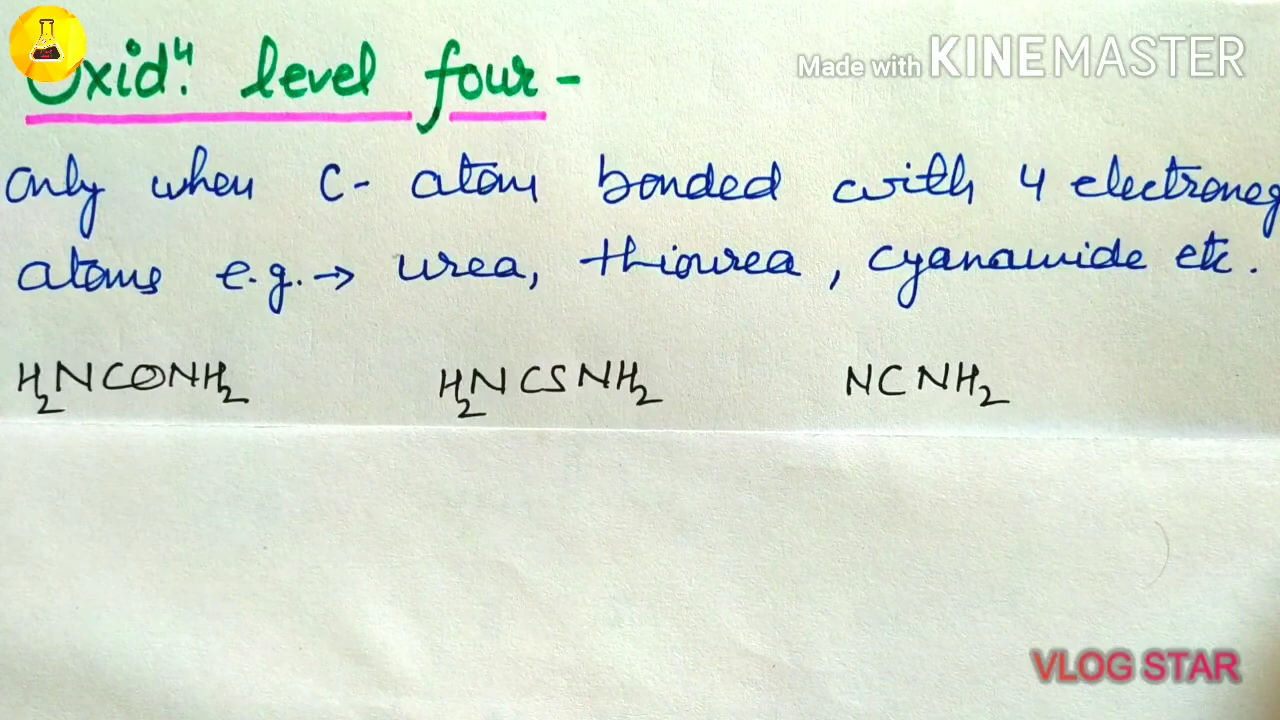 Oxidⁿ. level four -
Made with KINEMASTER
Only when C- atom bonded with 4 electroneg
atoms e.g. → urea, thiourea, cyanamide etc.
H₂NCONH₂ H₂NCSNH₂ NCNH₂
VLOG STAR